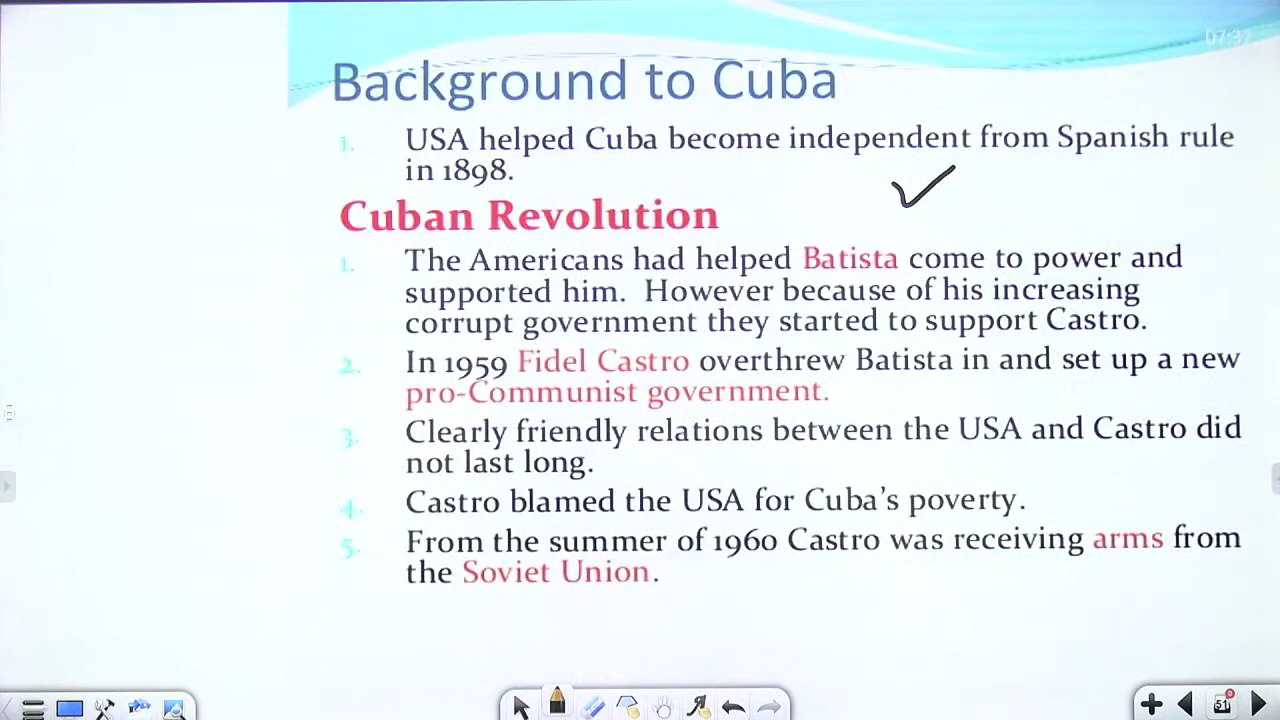 07:37
Background to Cuba
1. USA helped Cuba become independent from Spanish rule
in 1898.
Cuban Revolution
1. The Americans had helped Batista come to power and
supported him. However because of his increasing
corrupt government they started to support Castro.
2. In 1959 Fidel Castro overthrew Batista in and set up a new
pro-Communist government.
3. Clearly friendly relations between the USA and Castro did
not last long.
4. Castro blamed the USA for Cuba's poverty.
5. From the summer of 1960 Castro was receiving arms from
the Soviet Union.
51